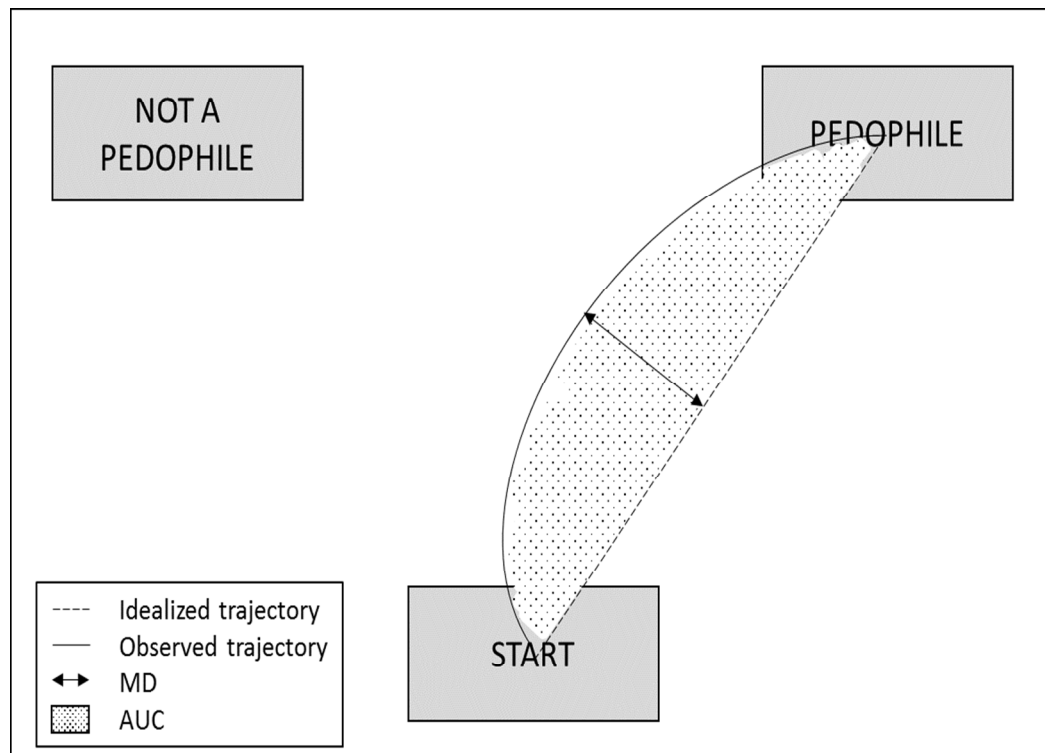 NOT A
PEDOPHILE
PEDOPHILE
START
Idealized trajectory
Observed trajectory
MD
AUC